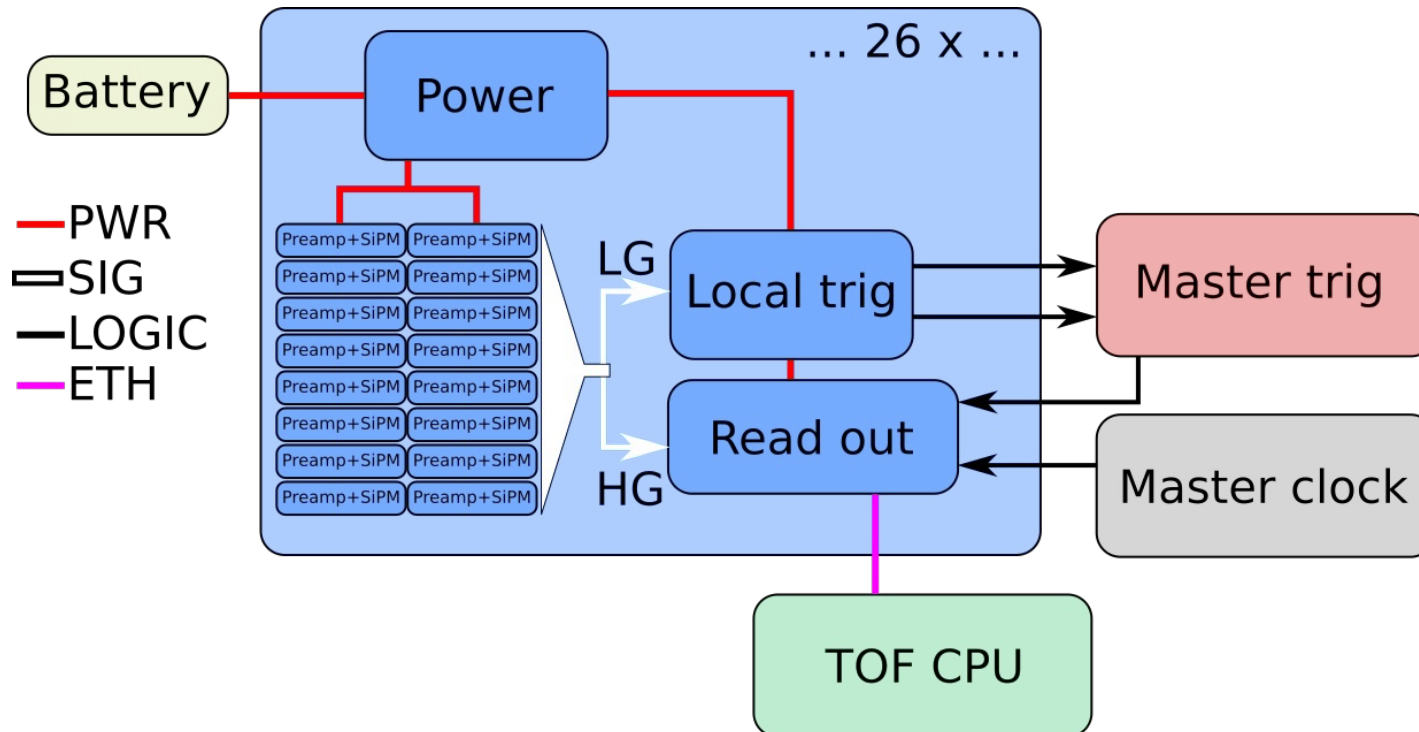 ... 26 x ...
Battery
Power
PWR
SIG
LOGIC
ETH
Preamp+SiPM Preamp+SiPM
Preamp+SiPM Preamp+SiPM
Preamp+SiPM Preamp+SiPM
Preamp+SiPM Preamp+SiPM
Preamp+SiPM Preamp+SiPM
Preamp+SiPM Preamp+SiPM
Preamp+SiPM Preamp+SiPM
Preamp+SiPM Preamp+SiPM
LG
HG
Local trig
Read out
Master trig
Master clock
TOF CPU